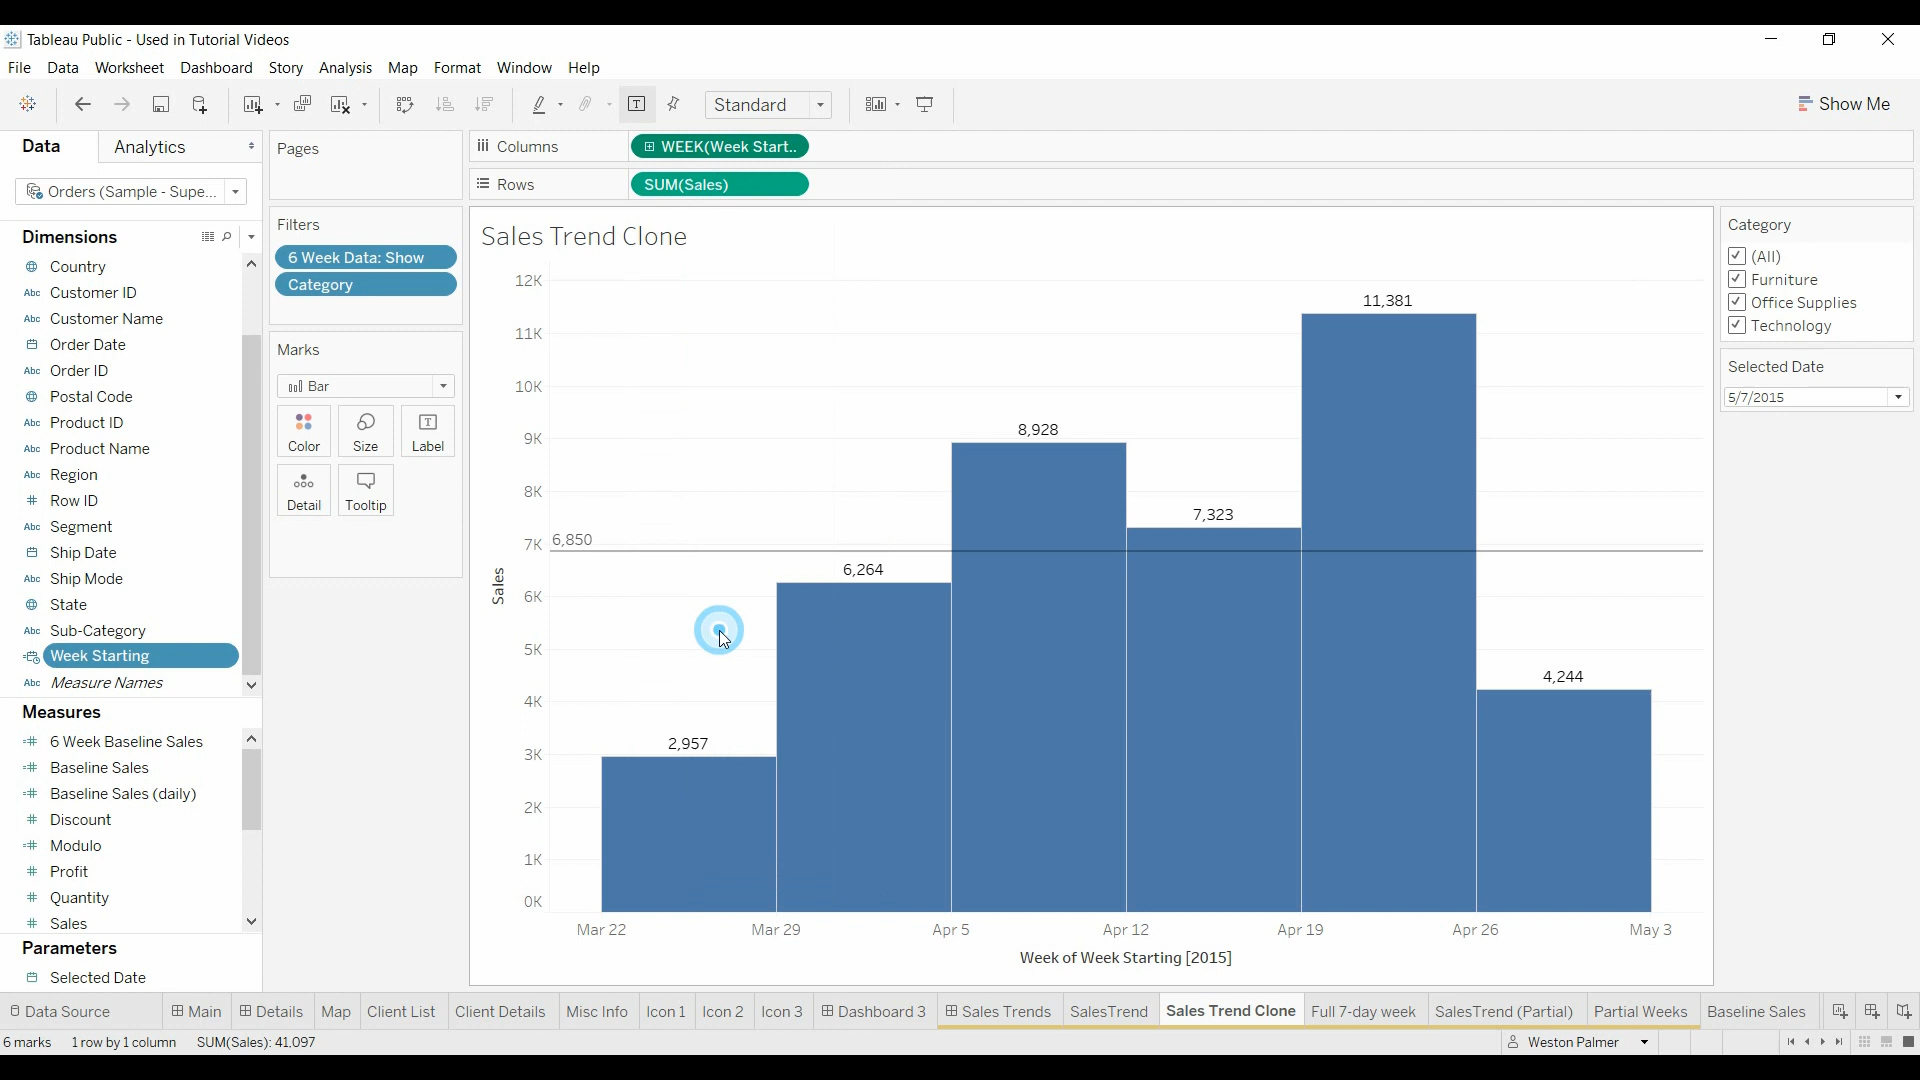 Tableau Public - Used in Tutorial Videos
File Data Worksheet Dashboard Story Analysis Map Format Window Help
Standard
Show Me
Data
Analytics
Orders (Sample - Supe...
Dimensions
Country
Abc Customer ID
Abc Customer Name
Order Date
Abc Order ID
Postal Code
Abc Product ID
Abc Product Name
Abc Region
# Row ID
Abc Segment
Ship Date
Abc Ship Mode
State
Abc Sub-Category
Week Starting
Abc Measure Names
Measures
=# 6 Week Baseline Sales
=# Baseline Sales
=# Baseline Sales (daily)
# Discount
=# Modulo
# Profit
# Quantity
# Sales
Parameters
Selected Date
Pages
Filters
6 Week Data: Show
Category
Marks
Bar
Color
Size
Label
Detail
Tooltip
Columns
WEEK(Week Start..
Rows
SUM(Sales)
Sales Trend Clone
12K
11K
10K
9K
8K
7K
6K
5K
4K
3K
2K
1K
0K
Sales
6,850
2,957
6,264
8,928
7,323
11,381
4,244
Mar 22
Mar 29
Apr 5
Apr 12
Apr 19
Apr 26
May 3
Week of Week Starting [2015]
Category
(All)
Furniture
Office Supplies
Technology
Selected Date
5/7/2015
Data Source
Main
Details
Map
Client List
Client Details
Misc Info
Icon 1
Icon 2
Icon 3
Dashboard 3
Sales Trends
SalesTrend
Sales Trend Clone
Full 7-day week
SalesTrend (Partial)
Partial Weeks
Baseline Sales
6 marks
1 row by 1 column
SUM(Sales): 41,097
Weston Palmer